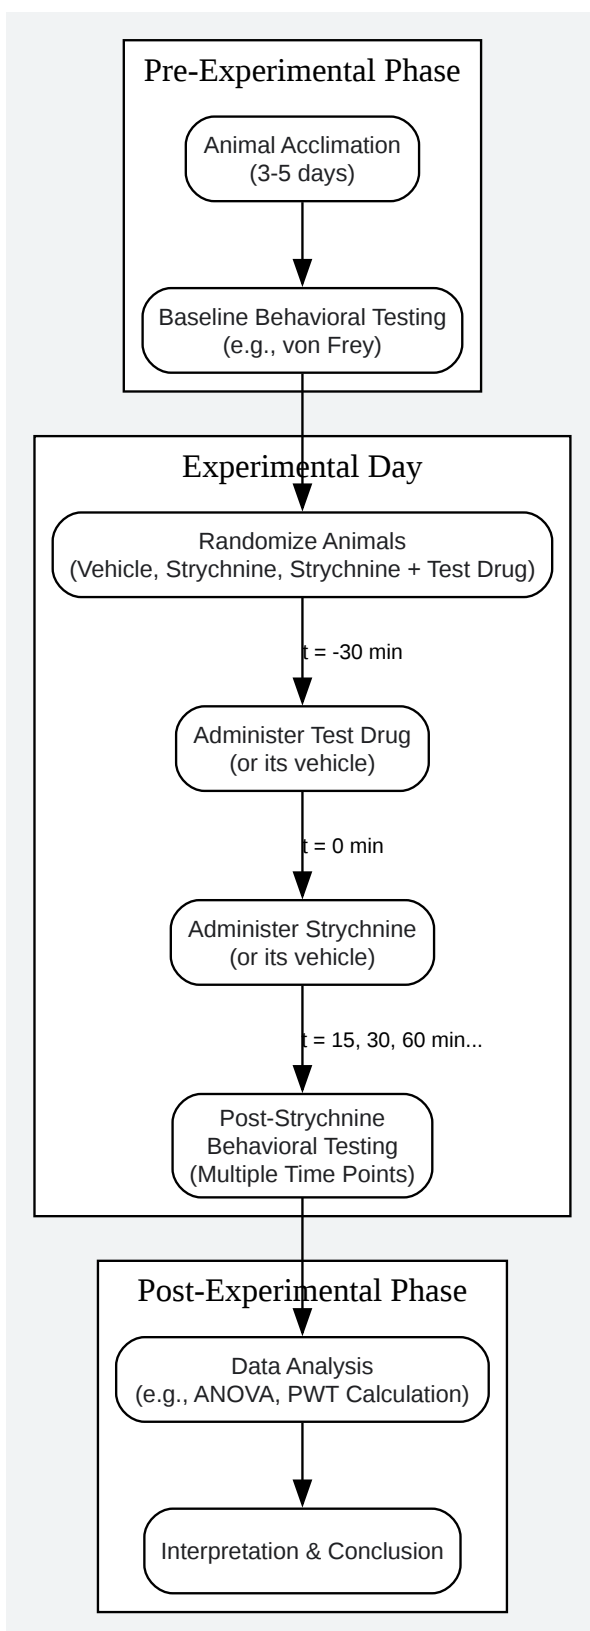 Pre-Experimental Phase
Animal Acclimation
(3-5 days)
Baseline Behavioral Testing
(e.g., von Frey)
Experimental Day
Randomize Animals
(Vehicle, Strychnine, Strychnine + Test Drug)
t = -30 min
Administer Test Drug
(or its vehicle)
t = 0 min
Administer Strychnine
(or its vehicle)
t = 15, 30, 60 min...
Post-Strychnine
Behavioral Testing
(Multiple Time Points)
Post-Experimental Phase
Data Analysis
(e.g., ANOVA, PWT Calculation)
Interpretation & Conclusion